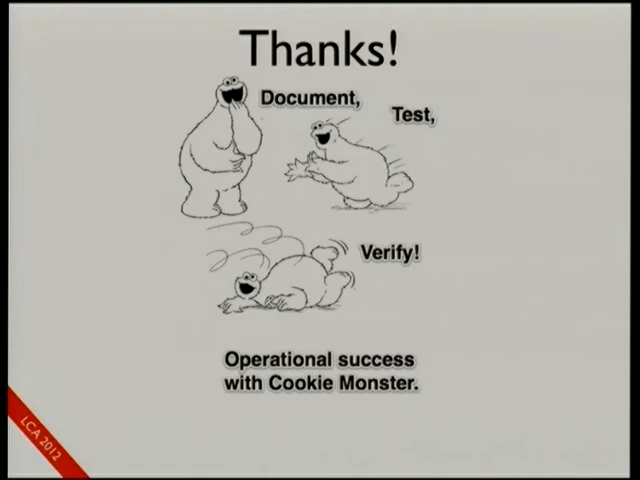 Thanks!
Document,
Test,
Verify!
Operational success
with Cookie Monster.
LCA 2012